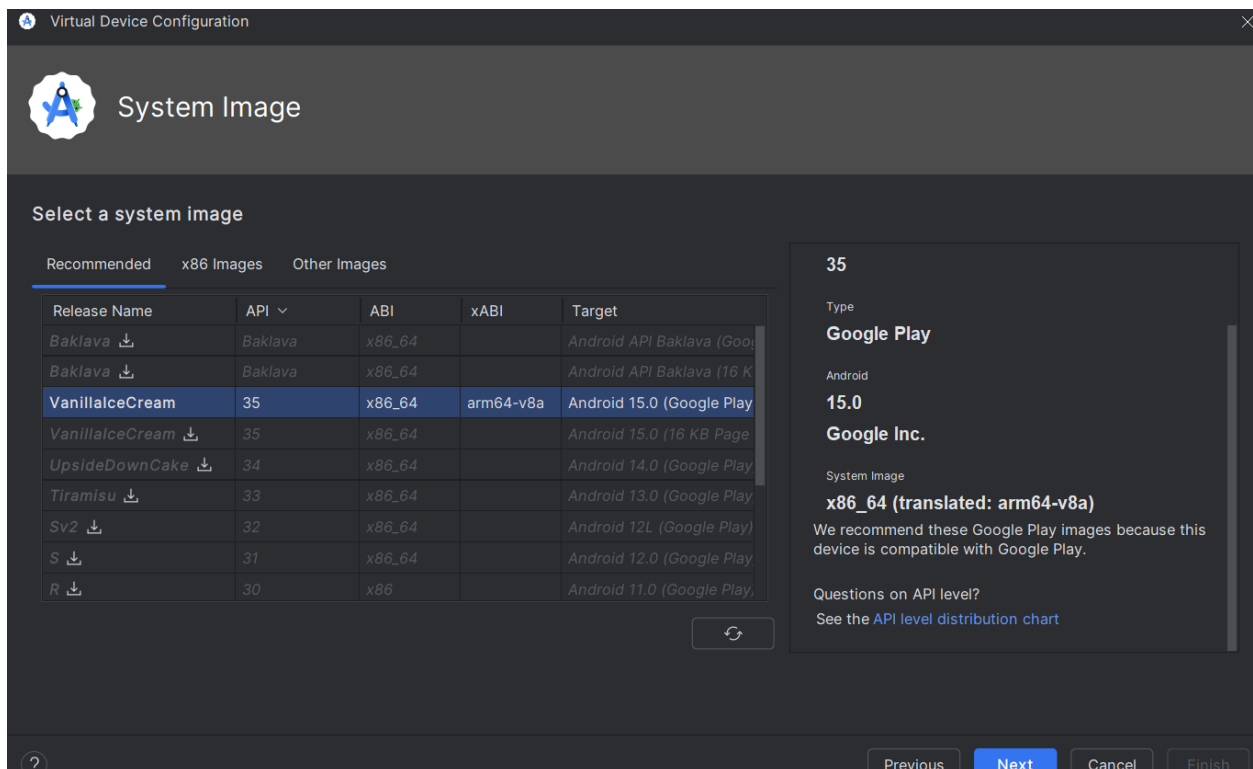 Virtual Device Configuration
System Image
Select a system image
Recommended x86 Images Other Images
Release Name API ABI xABI Target
Baklava Baklava x86_64 Android API Baklava (Goog
Baklava Baklava x86_64 Android API Baklava (16 K
VanillaIceCream 35 x86_64 arm64-v8a Android 15.0 (Google Play
VanillaIceCream 35 x86_64 Android 15.0 (16 KB Page
UpsideDownCake 34 x86_64 Android 14.0 (Google Play
Tiramisu 33 x86_64 Android 13.0 (Google Play
Sv2 32 x86_64 Android 12L (Google Play)
S 31 x86_64 Android 12.0 (Google Play
R 30 x86 Android 11.0 (Google Play)
35
Type
Google Play
Android
15.0
Google Inc.
System Image
x86_64 (translated: arm64-v8a)
We recommend these Google Play images because this
device is compatible with Google Play.
Questions on API level?
See the API level distribution chart
? Previous Next Cancel Finish